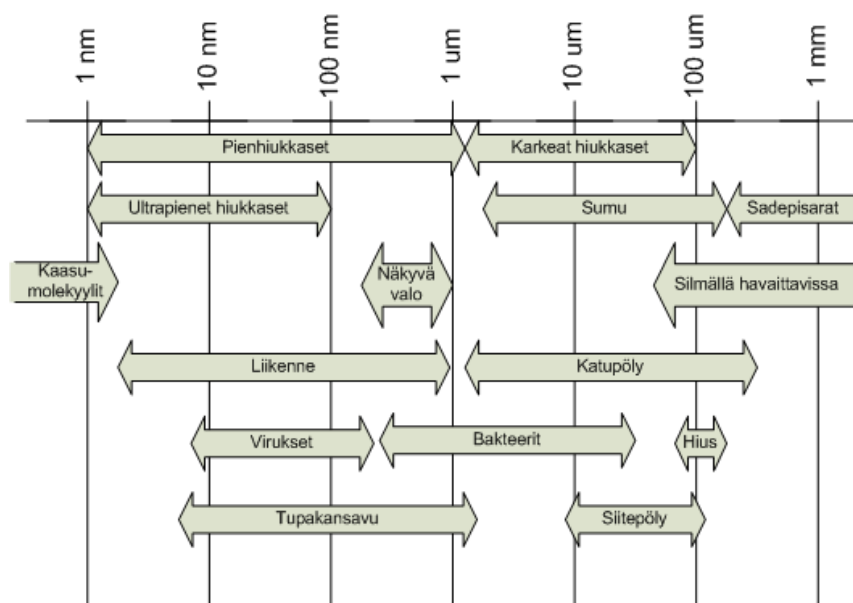 1 nm
10 nm
100 nm
1 um
10 um
100 um
1 mm
Pienhiukkaset
Karkeat hiukkaset
Ultrapienet hiukkaset
Sumu
Sadepisarat
Kaasu-
molekyylit
Näkyvä
valo
Silmällä havaittavissa
Liikenne
Katupöly
Virukset
Bakteerit
Hius
Tupakansavu
Siitepöly